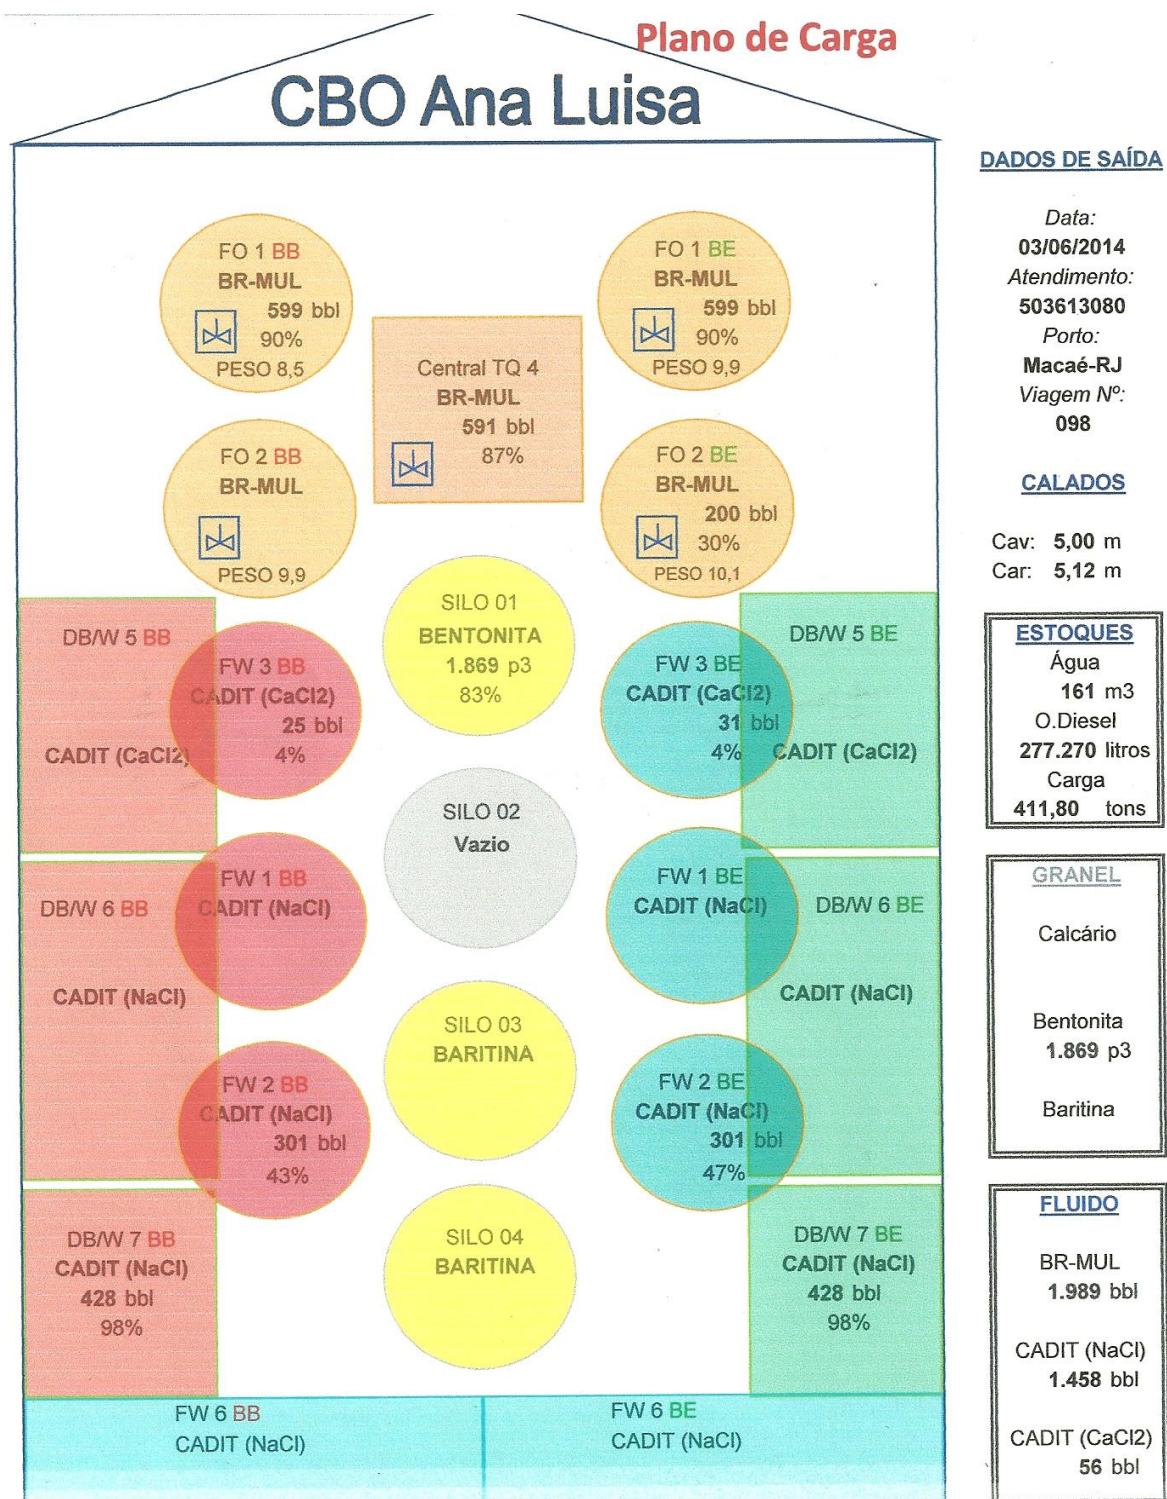 Plano de Carga
CBO Ana Luisa
FO 1 BB
BR-MUL
599 bbl
90%
PESO 8,5
FO 1 BE
BR-MUL
599 bbl
90%
PESO 9,9
Central TQ 4
BR-MUL
591 bbl
87%
FO 2 BB
BR-MUL
PESO 9,9
FO 2 BE
BR-MUL
200 bbl
30%
PESO 10,1
SILO 01
BENTONITA
1.869 p3
83%
DB/W 5 BB
CADIT (CaCl2)
FW 3 BB
CADIT (CaCl2)
25 bbl
4%
FW 3 BE
CADIT (CaCl2)
31 bbl
4%
DB/W 5 BE
CADIT (CaCl2)
SILO 02
Vazio
DB/W 6 BB
CADIT (NaCl)
FW 1 BB
CADIT (NaCl)
FW 1 BE
CADIT (NaCl)
DB/W 6 BE
CADIT (NaCl)
SILO 03
BARITINA
FW 2 BB
CADIT (NaCl)
301 bbl
43%
FW 2 BE
CADIT (NaCl)
301 bbl
47%
DB/W 7 BB
CADIT (NaCl)
428 bbl
98%
SILO 04
BARITINA
DB/W 7 BE
CADIT (NaCl)
428 bbl
98%
FW 6 BB
CADIT (NaCl)
FW 6 BE
CADIT (NaCl)
DADOS DE SAÍDA
Data:
03/06/2014
Atendimento:
503613080
Porto:
Macaé-RJ
Viagem Nº:
098
CALADOS
Cav: 5,00 m
Car: 5,12 m
ESTOQUES
Água
161 m3
O.Diesel
277.270 litros
Carga
411,80 tons
GRANEL
Calcário
Bentonita
1.869 p3
Baritina
FLUIDO
BR-MUL
1.989 bbl
CADIT (NaCl)
1.458 bbl
CADIT (CaCl2)
56 bbl